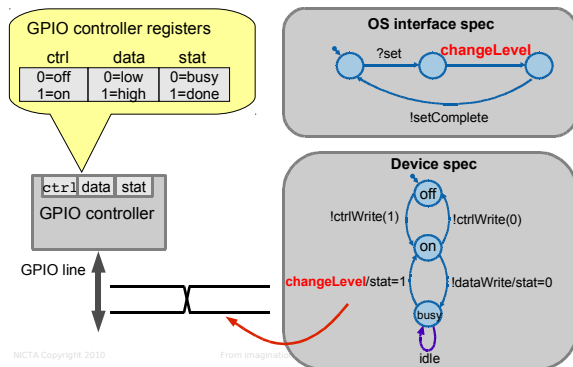 GPIO controller registers
ctrl data stat
0=off 0=low 0=busy
1=on 1=high 1=done
ctrl data stat
GPIO controller
GPIO line
OS interface spec
?set
changeLevel
!setComplete
Device spec
off
!ctrlWrite(1) !ctrlWrite(0)
on
changeLevel/stat=1 !dataWrite/stat=0
busy
idle
NICTA Copyright 2010 From imagination